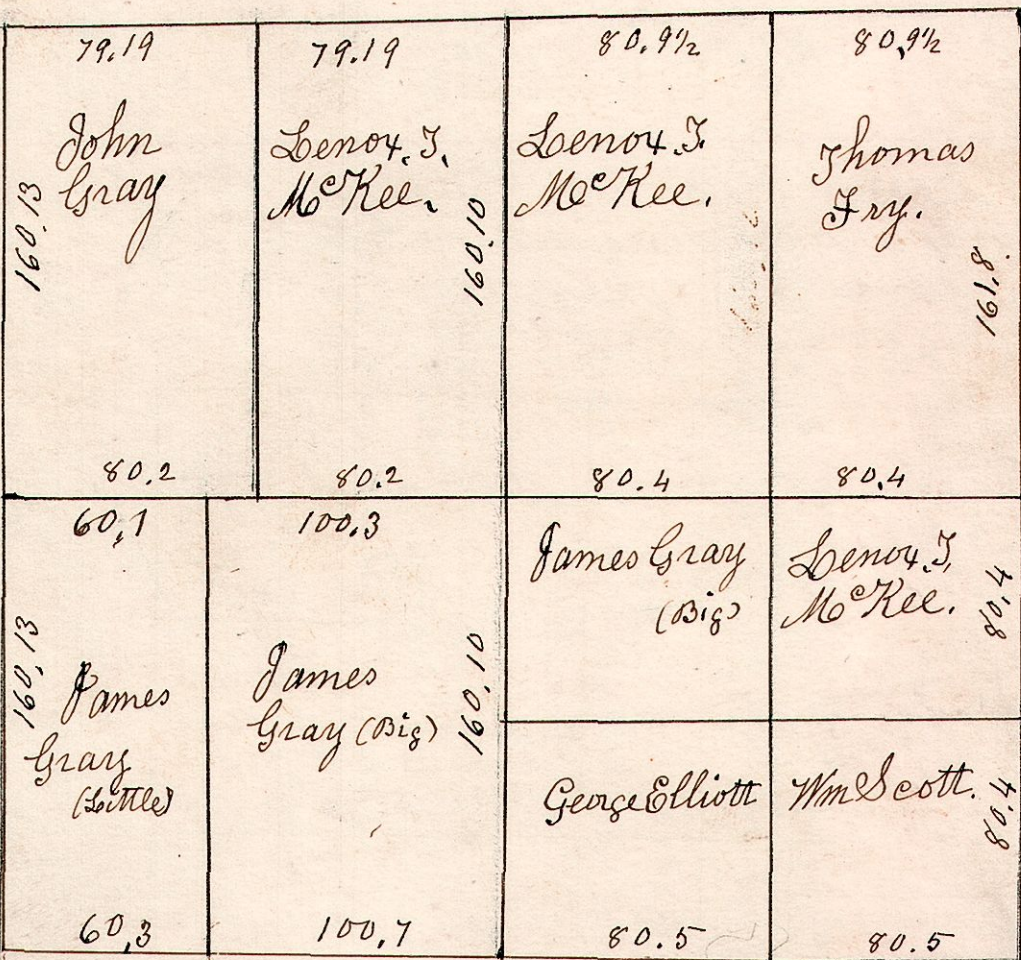 79.19
John
Gray
160.13
80.2
79.19
Lenox. T.
McKee.
160.10
80.2
80.9½
Lenox. T.
McKee.
80.4
80.9½
Thomas
Fry.
161.8.
80.4
60.1
160.13
James
Gray
(Little)
60.3
100.3
James
Gray (Big)
160.10
100.7
James Gray
(Big)
Lenox. T.
McKee.
80.4
George Elliott
80.5
Wm Scott.
80.4
80.5